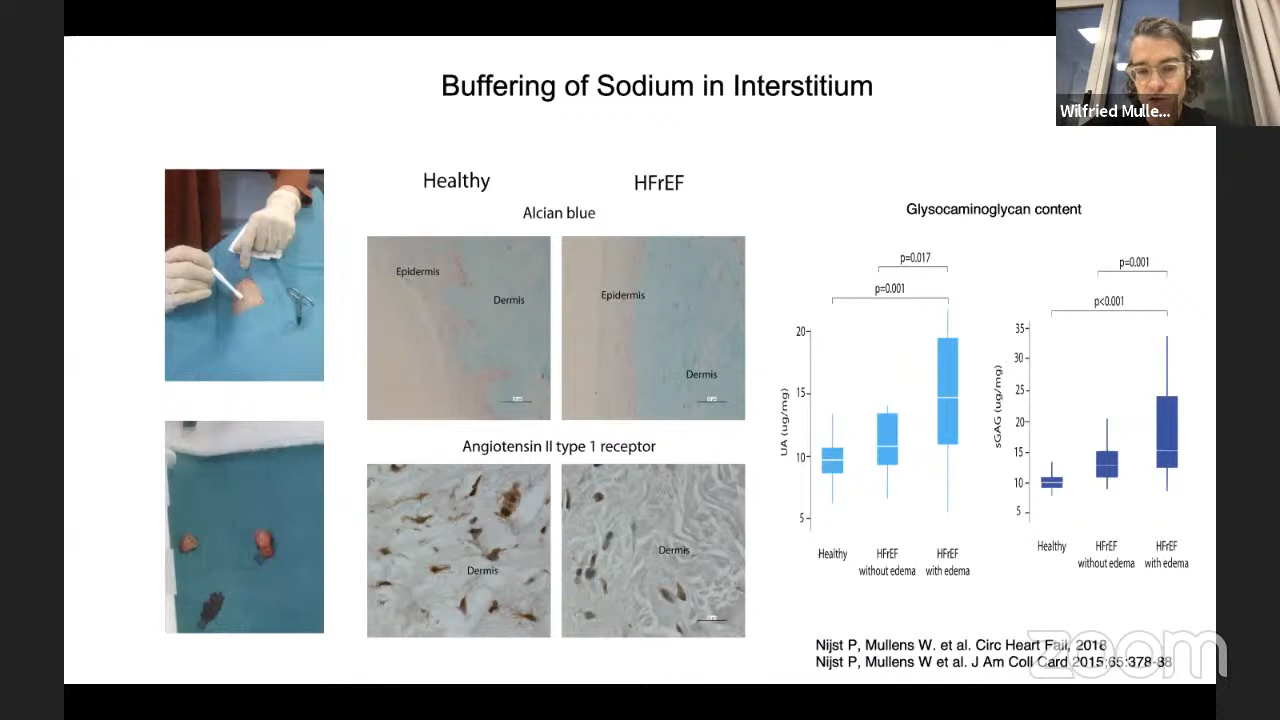 Buffering of Sodium in Interstitium
Wilfried Mulle...
Healthy
HFrEF
Alcian blue
Epidermis
Dermis
Epidermis
Dermis
Angiotensin II type 1 receptor
Dermis
Dermis
Glysocaminoglycan content
p=0.017
p=0.001
20
15
10
5
UA (ug/mg)
Healthy
HFrEF
without edema
HFrEF
with edema
p=0.001
p<0.001
35
30
25
20
15
10
5
sGAG (ug/mg)
Healthy
HFrEF
without edema
HFrEF
with edema
Nijst P, Mullens W. et al. Circ Heart Fail, 2018
Nijst P, Mullens W et al. J Am Coll Card 2015;65:378-88
zoom